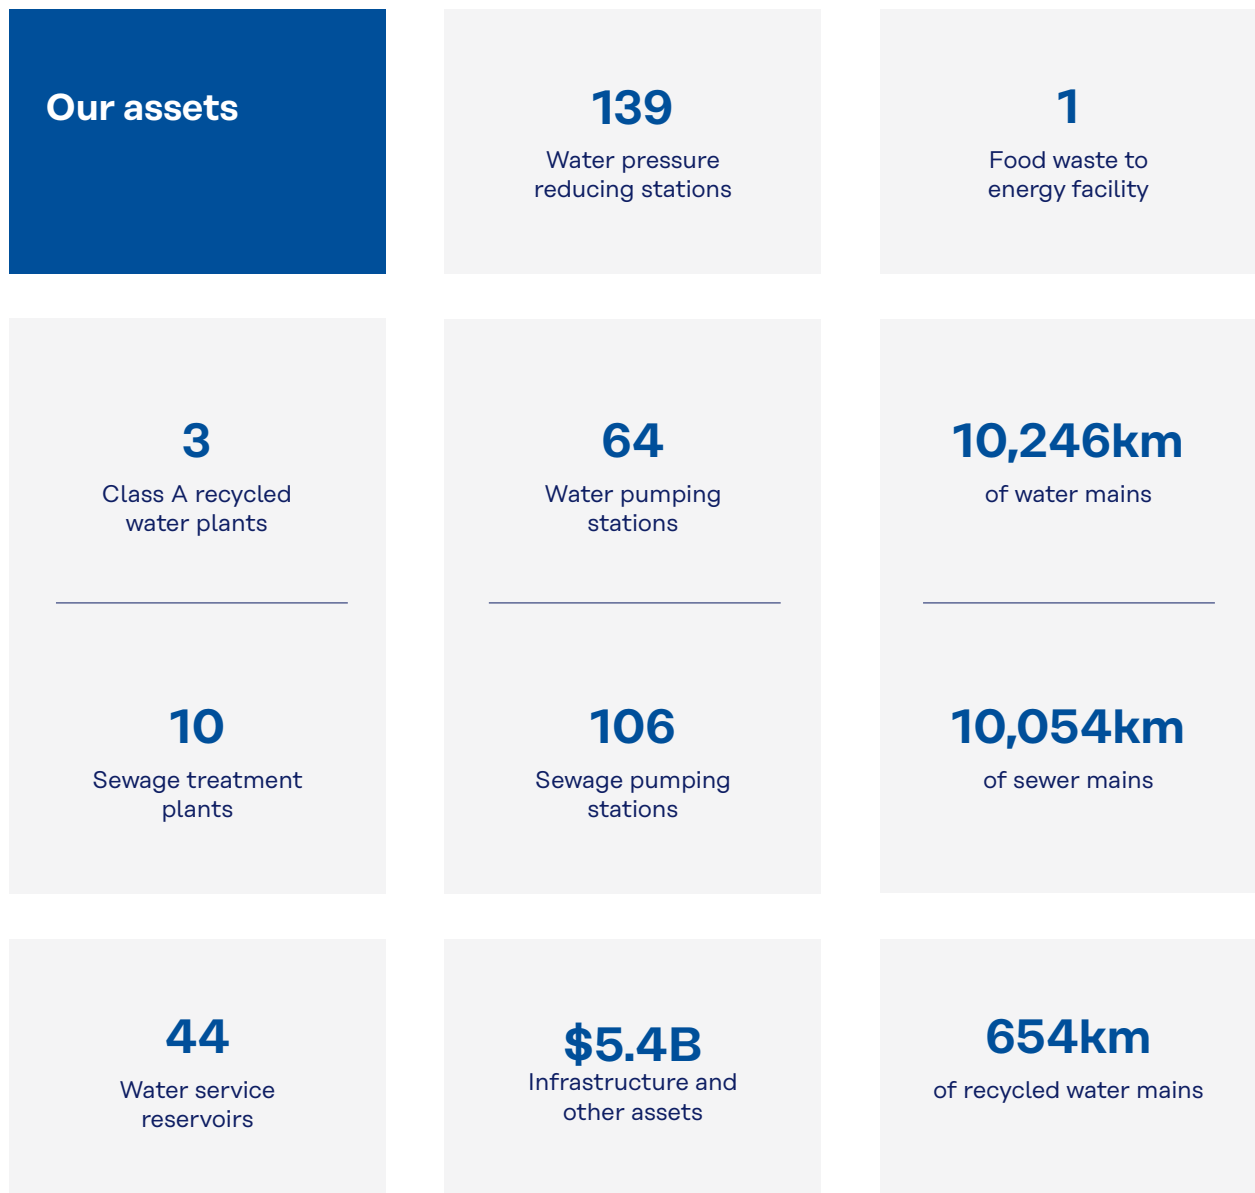 Our assets
139
Water pressure
reducing stations
1
Food waste to
energy facility
3
Class A recycled
water plants
10
Sewage treatment
plants
64
Water pumping
stations
106
Sewage pumping
stations
10,246km
of water mains
10,054km
of sewer mains
44
Water service
reservoirs
$5.4B
Infrastructure and
other assets
654km
of recycled water mains